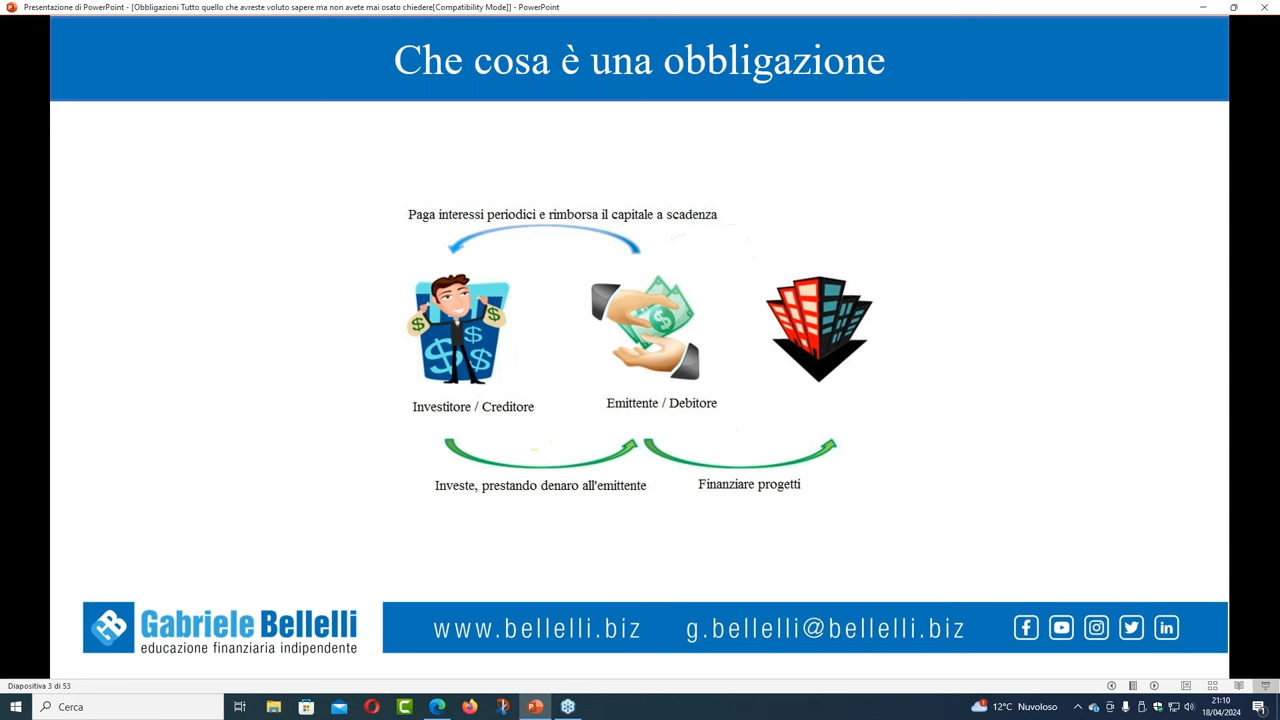 Presentazione di PowerPoint - [Obbligazioni Tutto quello che avreste voluto sapere ma non avete mai osato chiedere[Compatibility Mode]] - PowerPoint
Che cosa è una obbligazione
Paga interessi periodici e rimborsa il capitale a scadenza
Investitore / Creditore
Emittente / Debitore
Investe, prestando denaro all'emittente
Finanziare progetti
Gabriele Bellelli
educazione finanziaria indipendente
www.bellelli.biz
g.bellelli@bellelli.biz
Diapositiva 3 di 53
Cerca
12°C Nuvoloso
21:10
18/04/2024